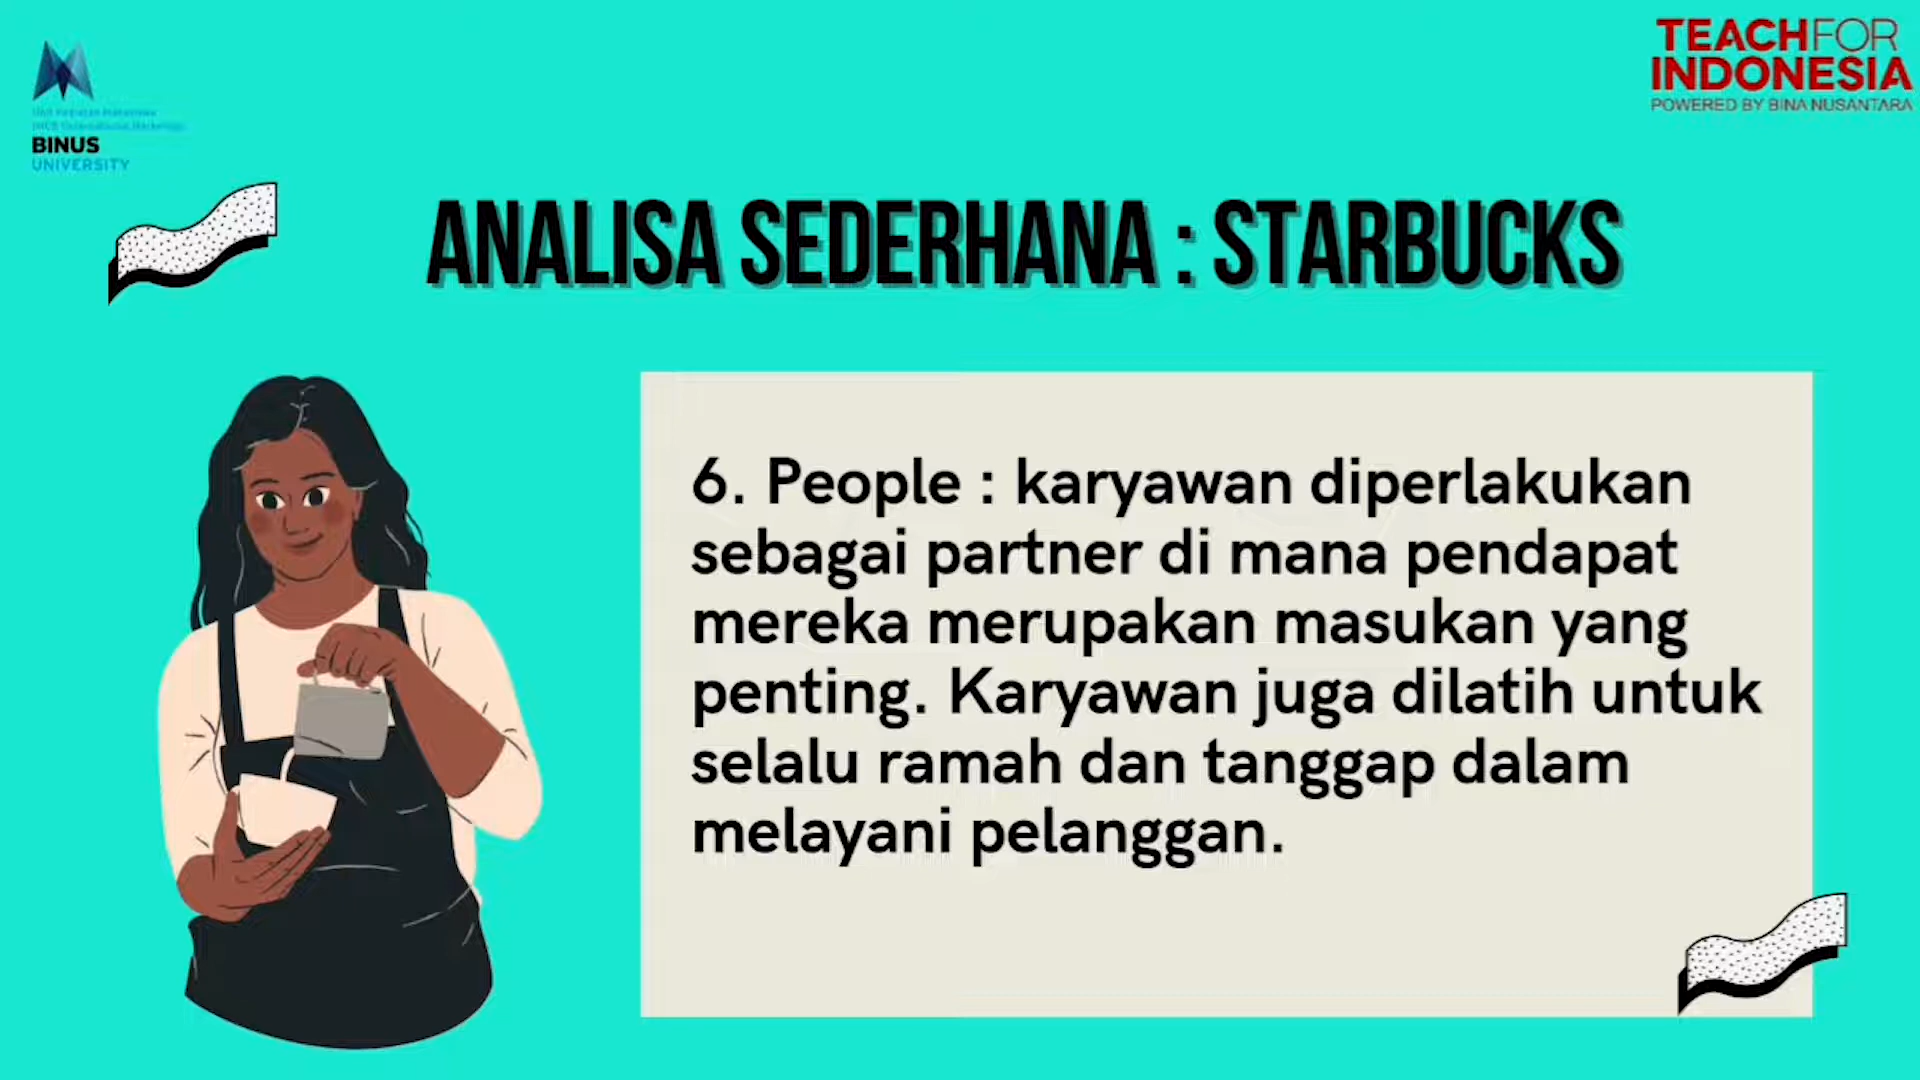 TEACHFOR
INDONESIA
POWERED BY BINA NUSANTARA
BINUS
UNIVERSITY
ANALISA SEDERHANA : STARBUCKS
6. People : karyawan diperlakukan
sebagai partner di mana pendapat
mereka merupakan masukan yang
penting. Karyawan juga dilatih untuk
selalu ramah dan tanggap dalam
melayani pelanggan.